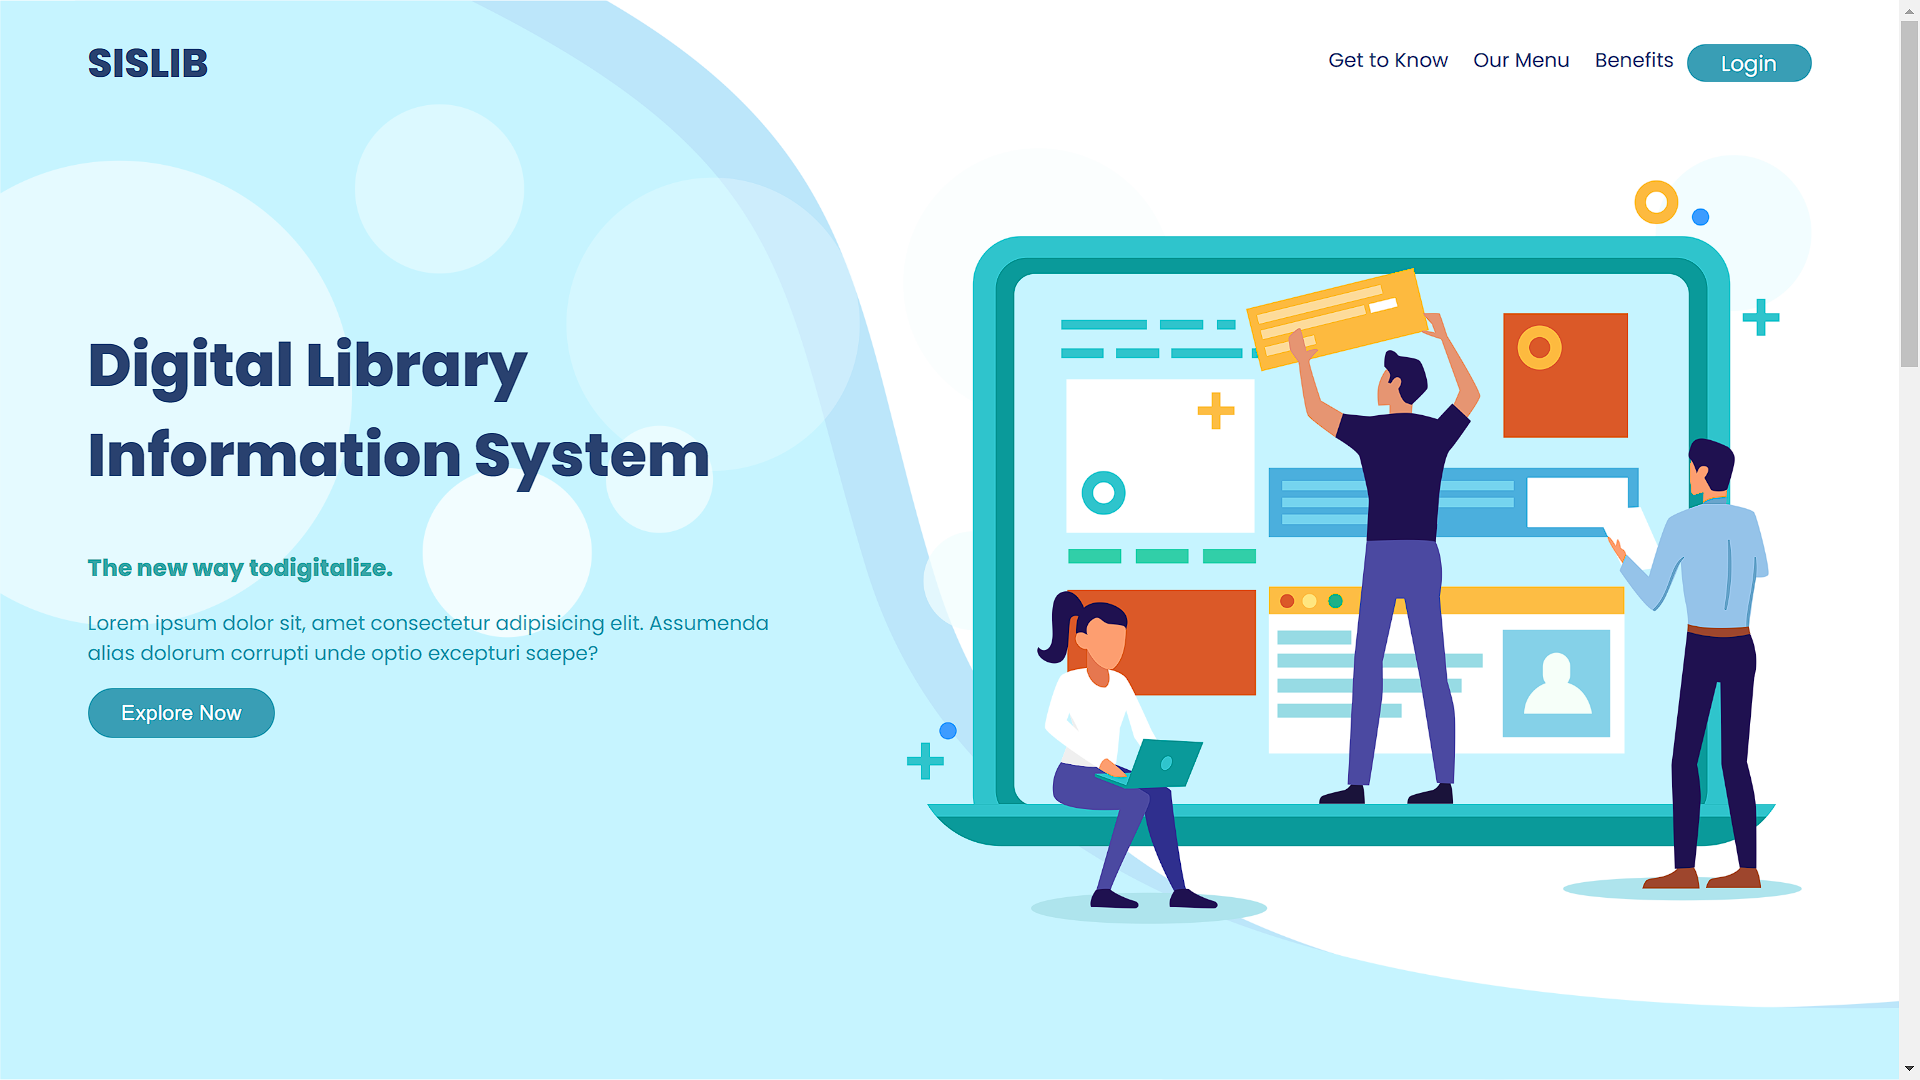 SISLIB
Get to Know Our Menu Benefits Login
Digital Library
Information System
The new way todigitalize.
Lorem ipsum dolor sit, amet consectetur adipisicing elit. Assumenda
alias dolorum corrupti unde optio excepturi saepe?
Explore Now